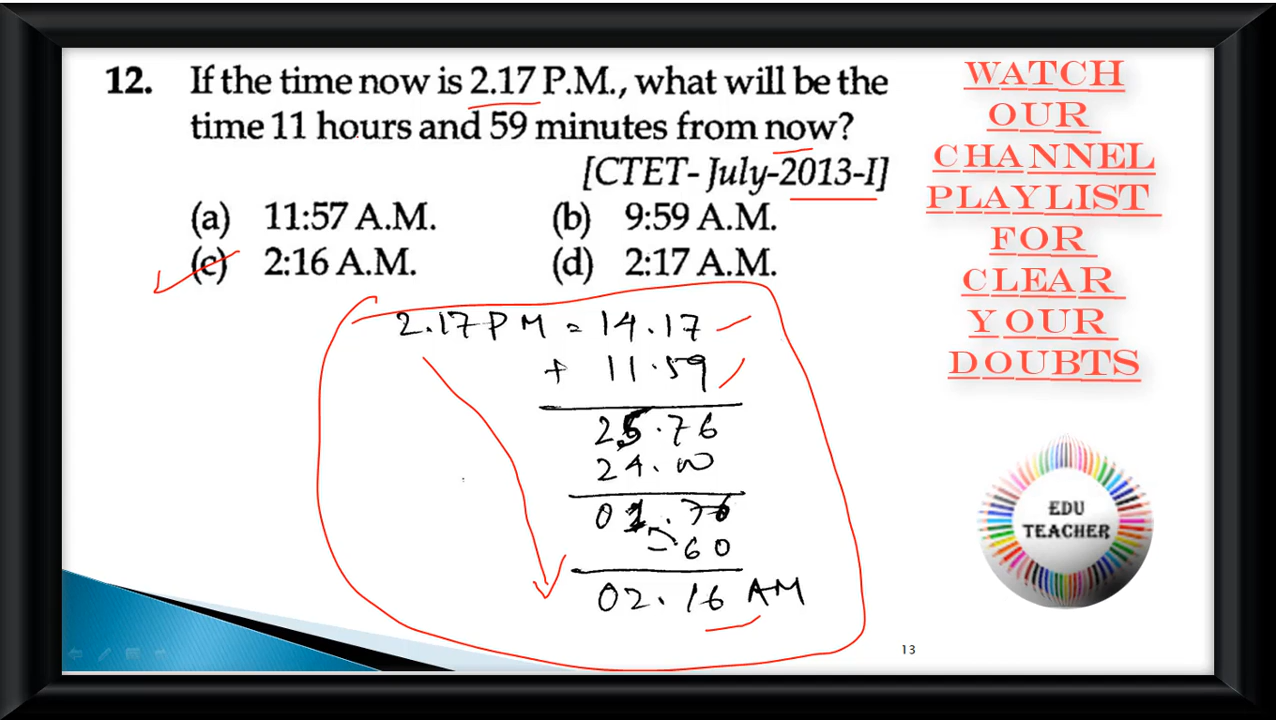 12. If the time now is 2.17 P.M., what will be the
time 11 hours and 59 minutes from now?
[CTET- July-2013-I]
(a) 11:57 A.M. (b) 9:59 A.M.
(c) 2:16 A.M. (d) 2:17 A.M.
2.17 PM = 14.17
+ 11.59
25.76
24.00
01.76
60
02.16 AM
WATCH
OUR
CHANNEL
PLAYLIST
FOR
CLEAR
YOUR
DOUBTS
EDU
TEACHER
13